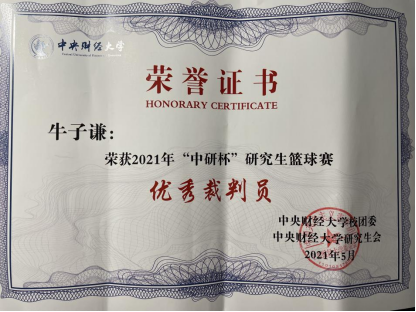 中央财经大学
荣誉证书
HONORARY CERTIFICATE
牛子谦：
荣获2021年“中研杯”研究生篮球赛
优秀裁判员
中央财经大学校团委
中央财经大学研究生会
2021年5月